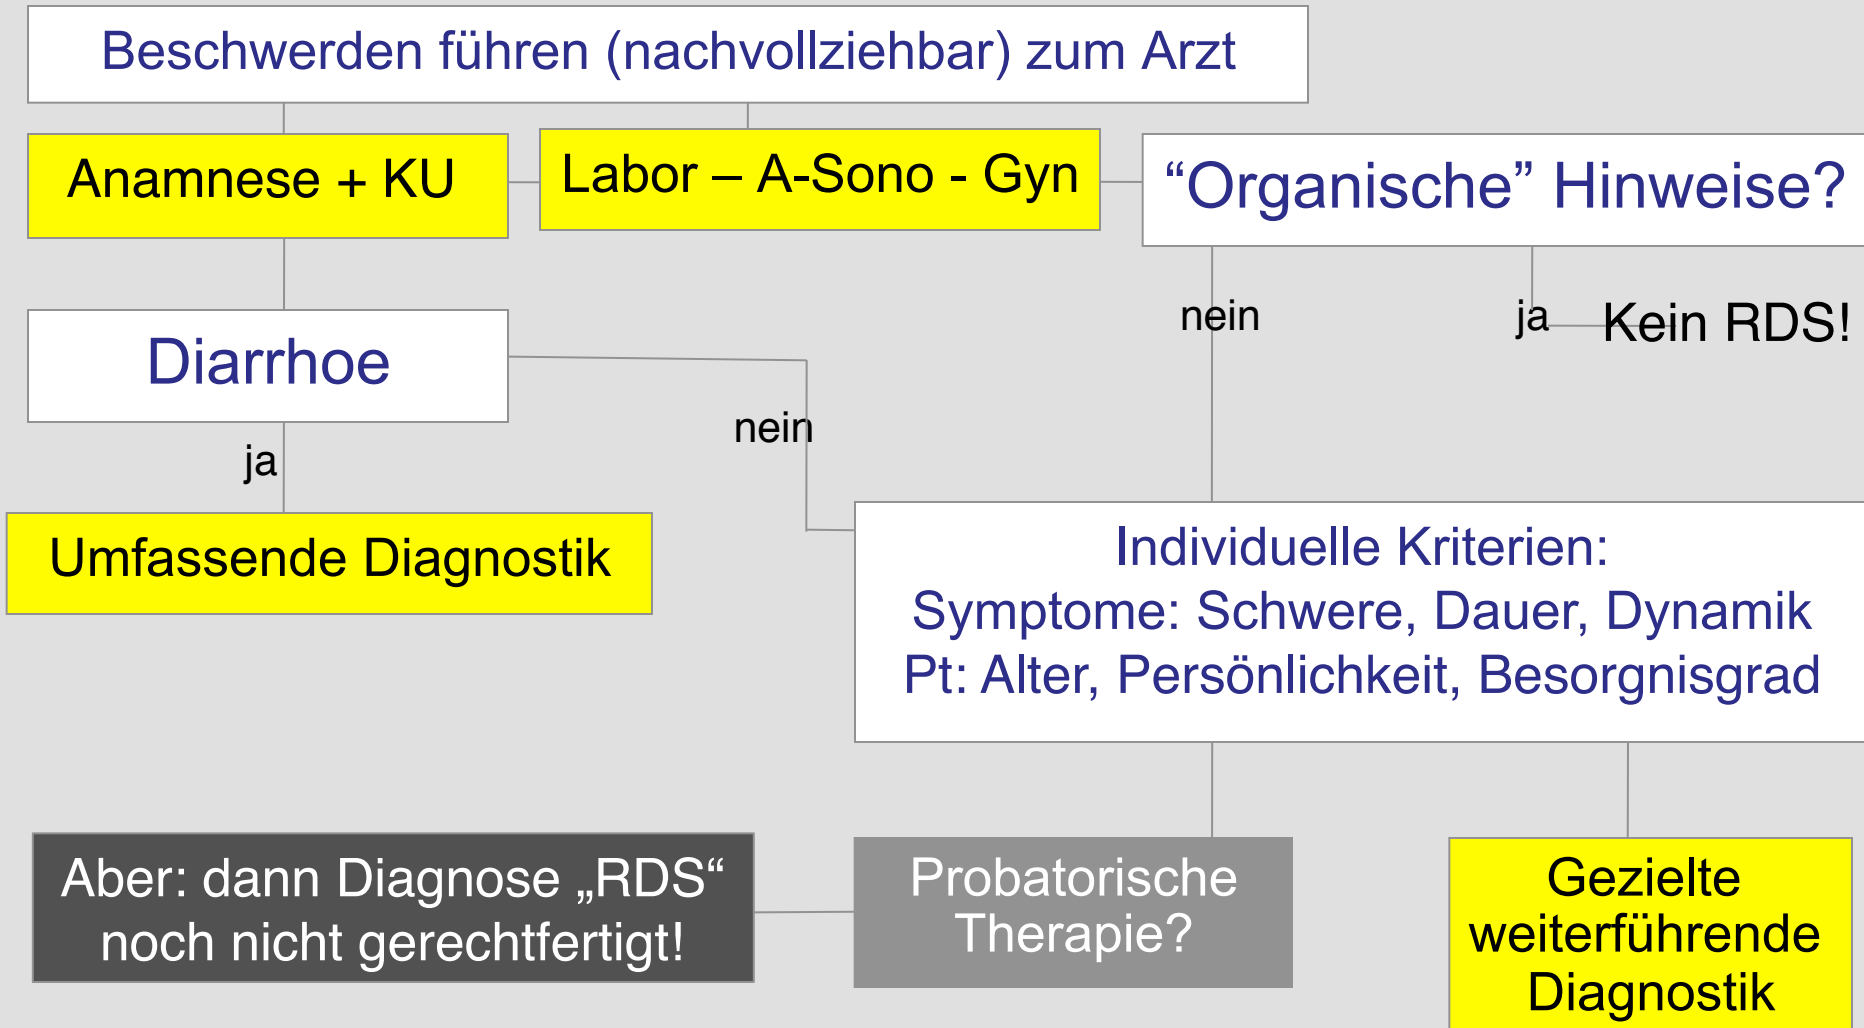 Beschwerden führen (nachvollziehbar) zum Arzt
Anamnese + KU
Labor – A-Sono - Gyn
“Organische” Hinweise?
nein
ja
Kein RDS!
Diarrhoe
nein
ja
Umfassende Diagnostik
Individuelle Kriterien:
Symptome: Schwere, Dauer, Dynamik
Pt: Alter, Persönlichkeit, Besorgnisgrad
Aber: dann Diagnose „RDS“
noch nicht gerechtfertigt!
Probatorische
Therapie?
Gezielte
weiterführende
Diagnostik